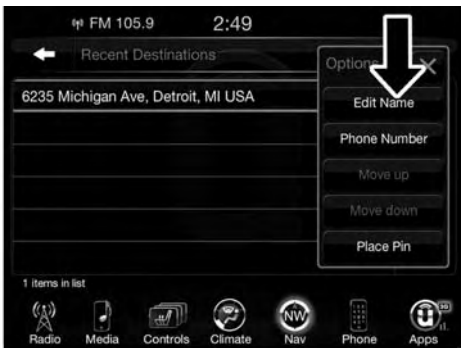 FM 105.9
2:49
Recent Destinations
Options
6235 Michigan Ave, Detroit, MI USA
Edit Name
Phone Number
Move up
Move down
Place Pin
1 items in list
NW
3G
Radio
Media
Controls
Climate
Nav
Phone
Apps